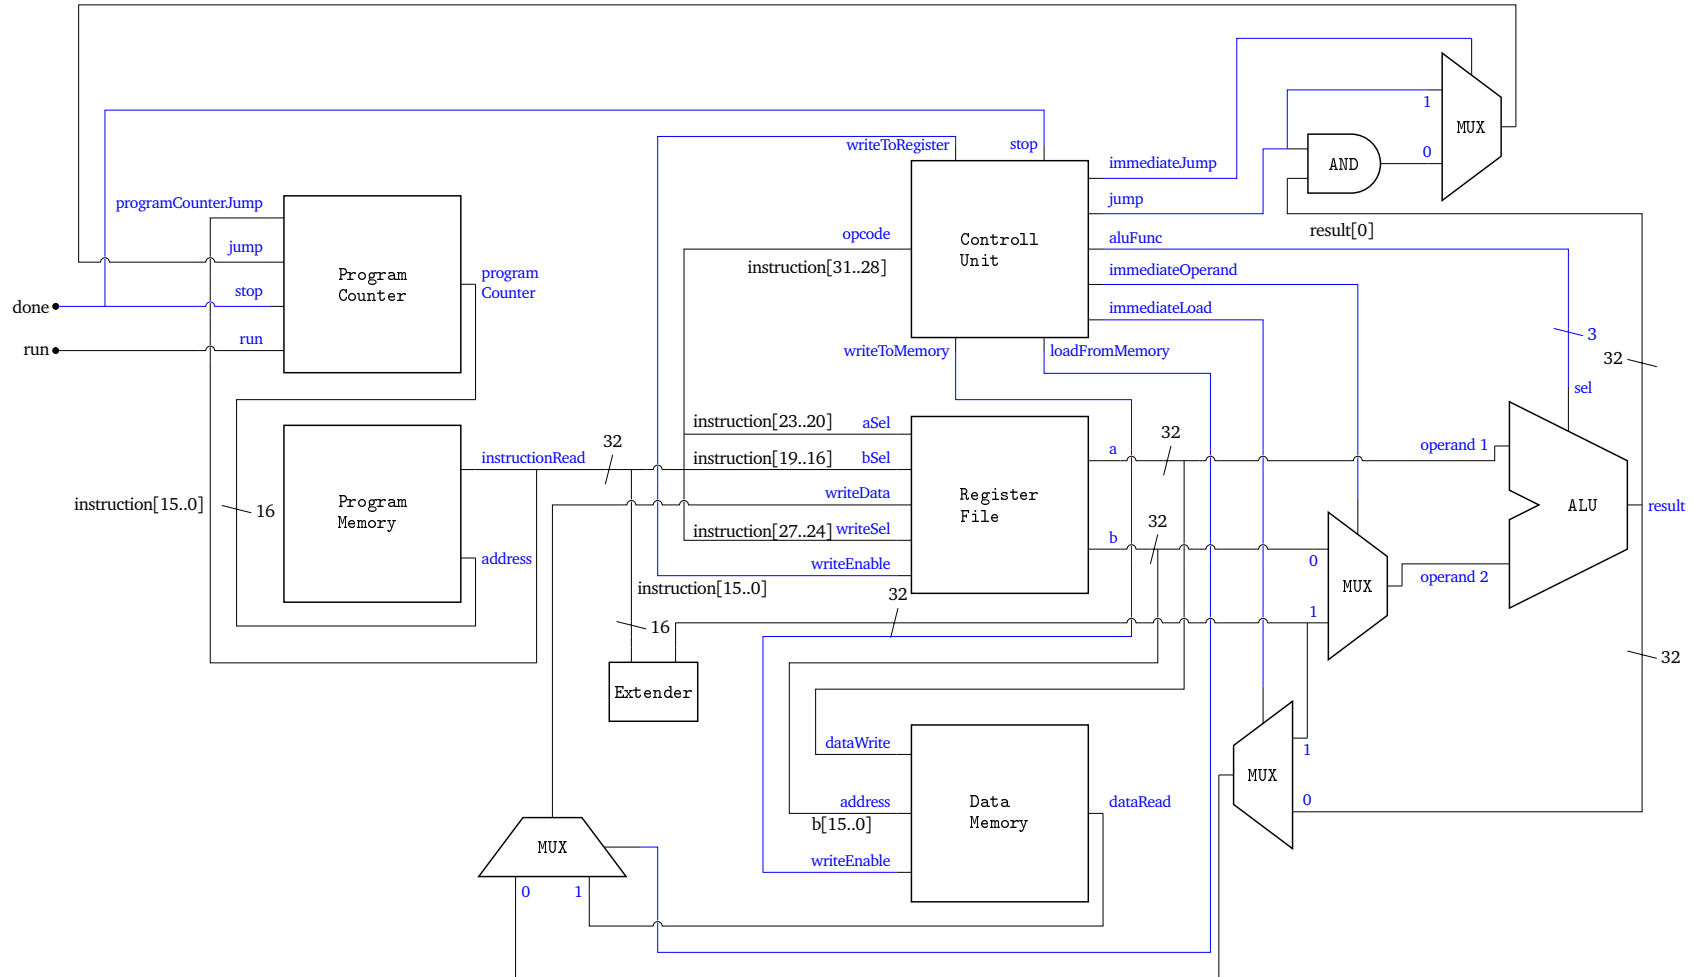 writeToRegister
stop
immediateJump
jump
aluFunc
immediateOperand
immediateLoad
opcode
instruction[31..28]
Controll
Unit
writeToMemory
loadFromMemory
1
0
MUX
AND
result[0]
programCounterJump
jump
stop
run
done
run
Program
Counter
program
Counter
3
32
sel
instruction[23..20]
aSel
instruction[19..16]
bSel
writeData
instruction[27..24]
writeSel
writeEnable
instruction[15..0]
Register
File
a
32
b
32
operand 1
operand 2
ALU
result
instructionRead
32
Program
Memory
address
instruction[15..0]
16
0
1
MUX
32
16
32
Extender
dataWrite
address
b[15..0]
writeEnable
Data
Memory
dataRead
1
MUX
0
MUX
0
1